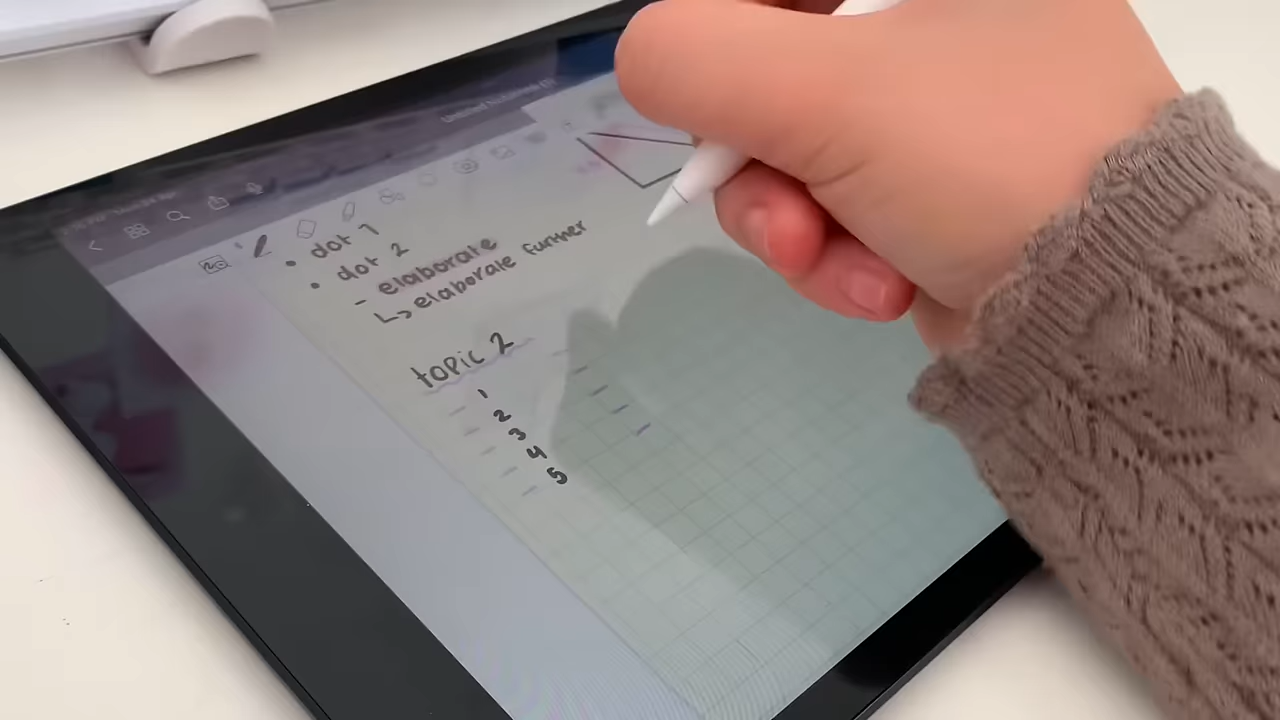 • dot 1
• dot 2
- elaborate
↳ elaborate further
topic 2
1
2
3
4
5